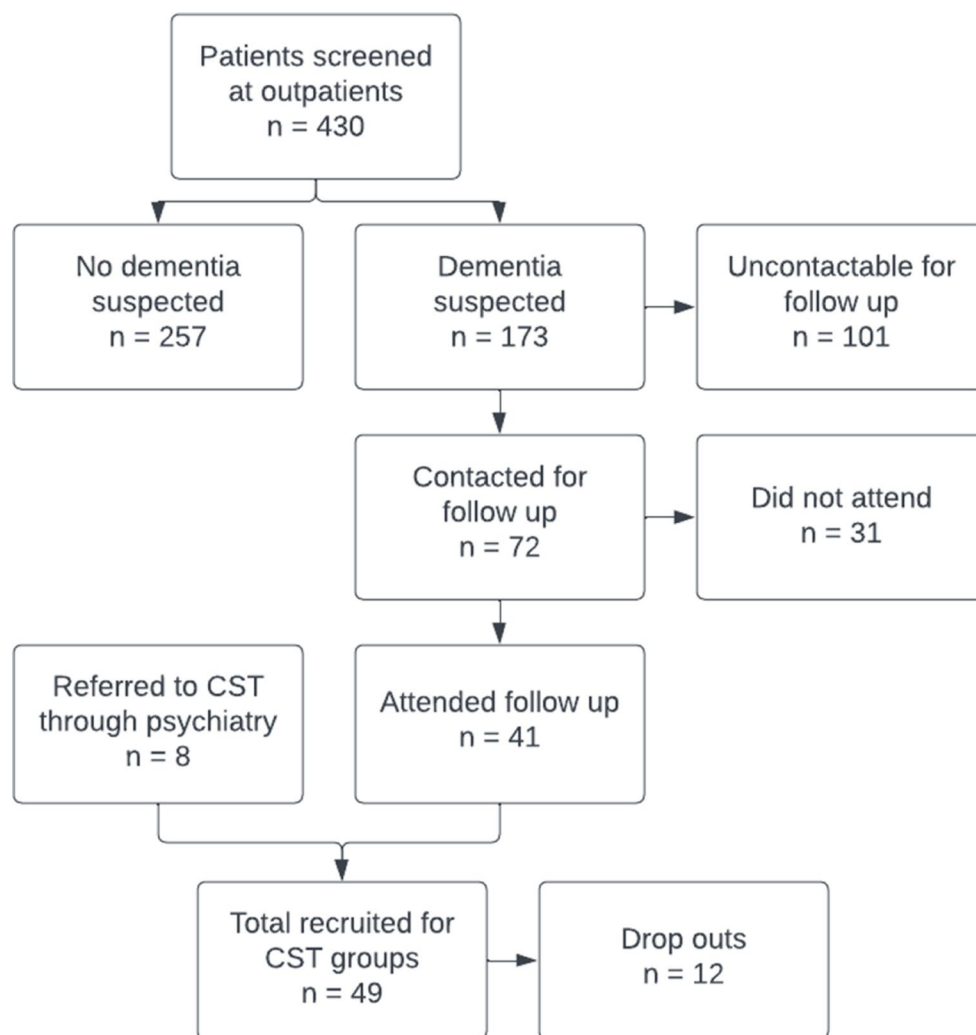 Patients screened
at outpatients
n = 430
No dementia
suspected
n = 257
Dementia
suspected
n = 173
Uncontactable for
follow up
n = 101
Contacted for
follow up
n = 72
Did not attend
n = 31
Referred to CST
through psychiatry
n = 8
Attended follow up
n = 41
Total recruited for
CST groups
n = 49
Drop outs
n = 12